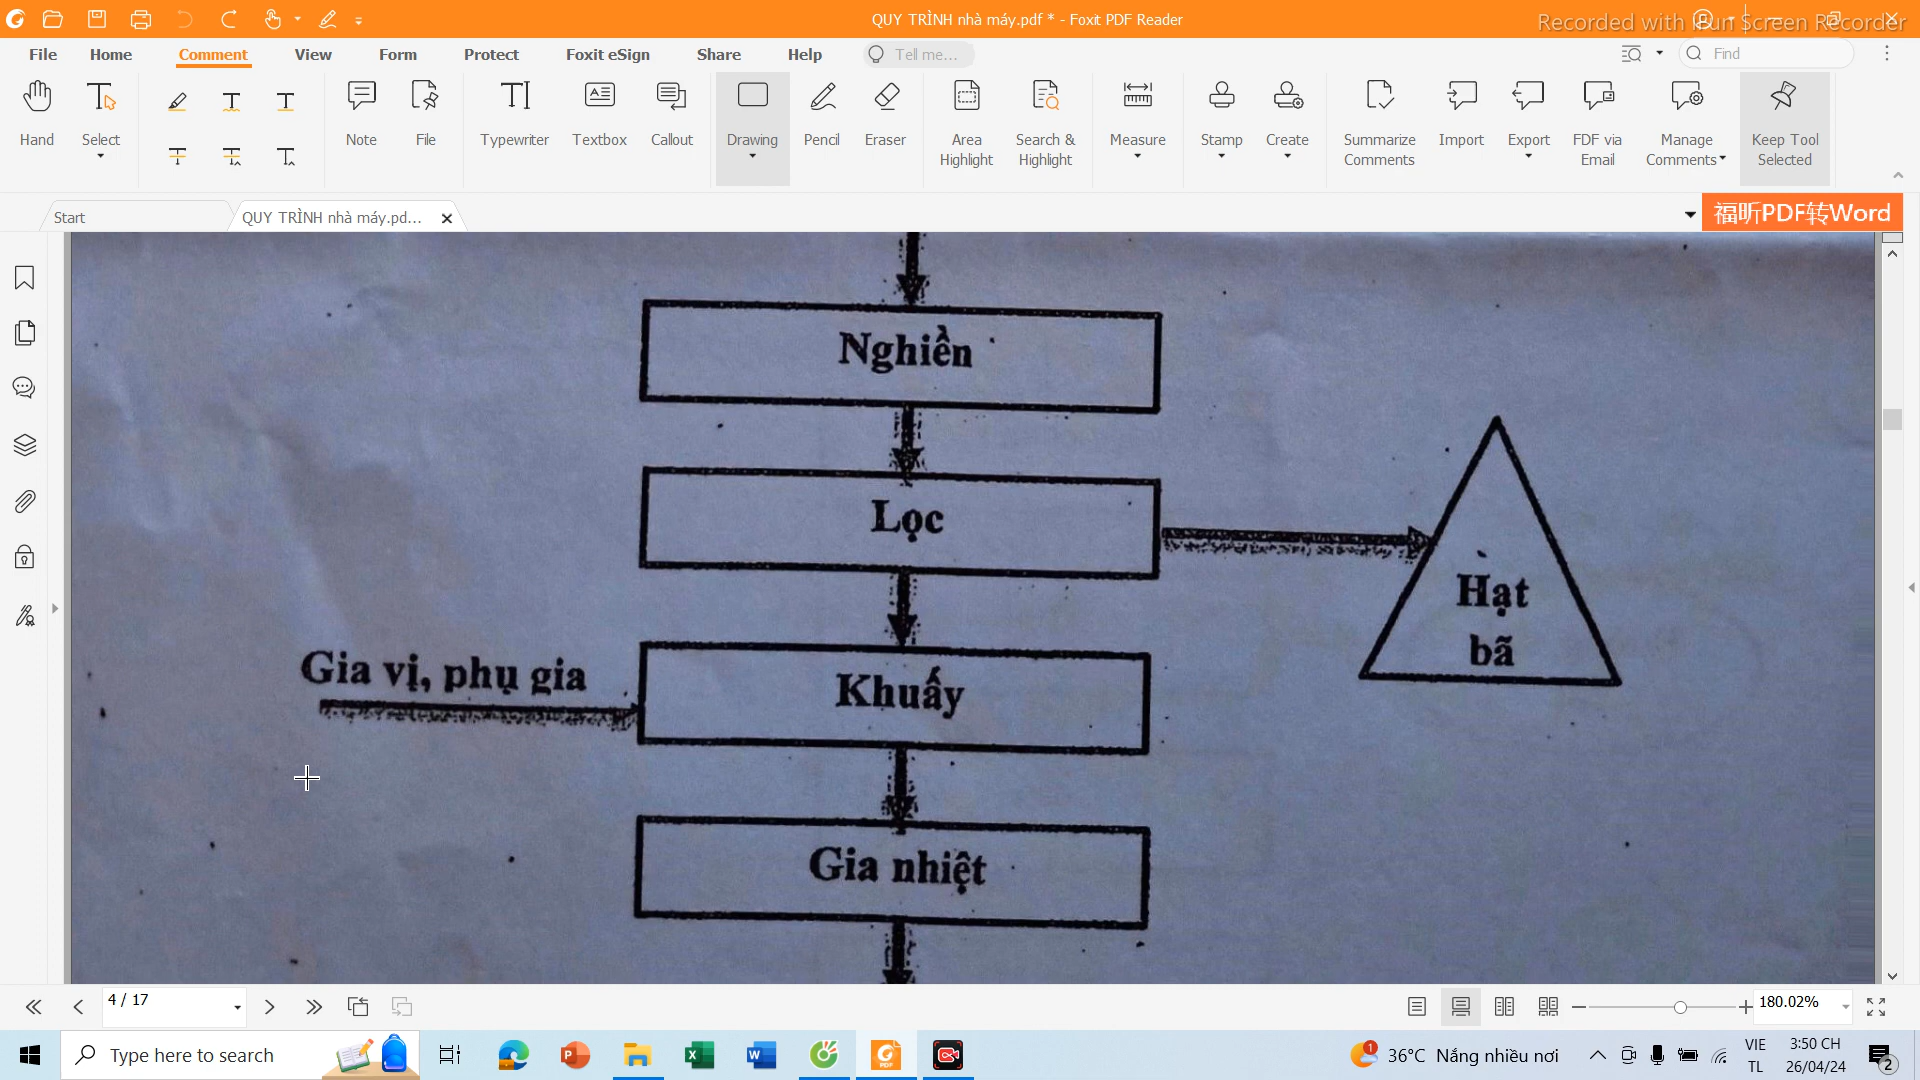 QUY TRÌNH nhà máy.pdf * - Foxit PDF Reader
Recorded with iFun Screen Recorder
File Home Comment View Form Protect Foxit eSign Share Help Tell me... Find
Hand Select Note File Typewriter Textbox Callout Drawing Pencil Eraser Area Highlight Search & Highlight Measure Stamp Create Summarize Comments Import Export FDF via Email Manage Comments Keep Tool Selected
Start QUY TRÌNH nhà máy.pd... 福昕PDF转Word
Nghiền
Lọc
Hạt
bã
Gia vị, phụ gia
Khuấy
Gia nhiệt
4 / 17 180.02%
Type here to search 1 36°C Nắng nhiều nơi VIE 3:50 CH
TL 26/04/24 2